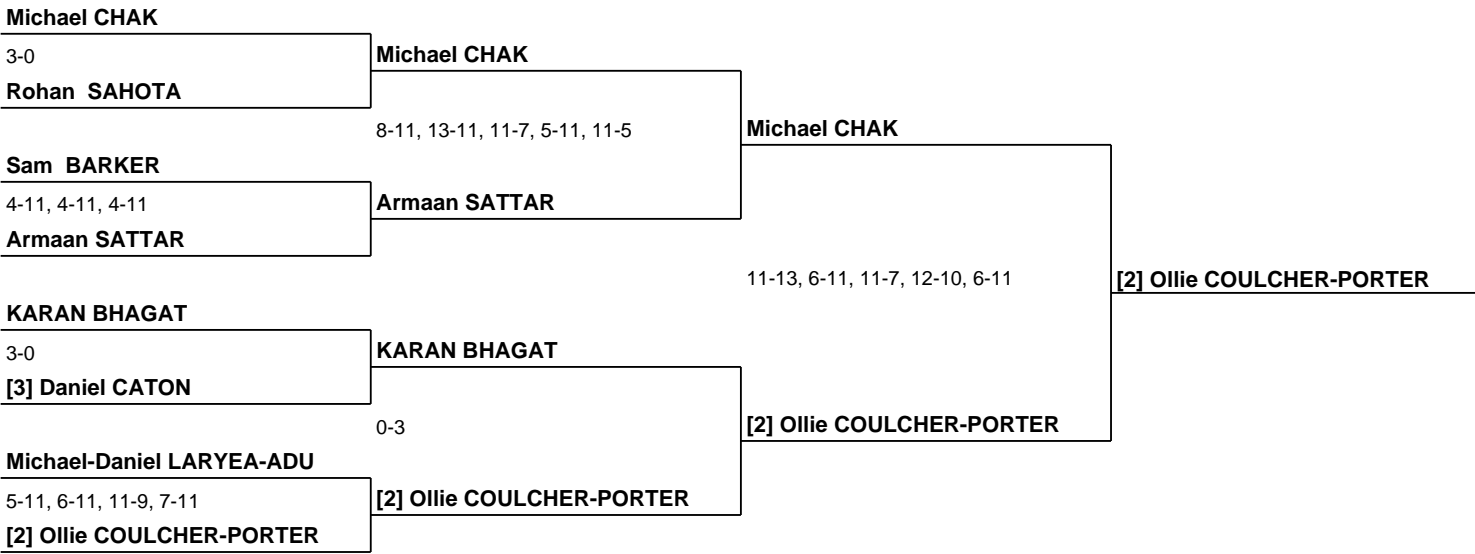 Michael CHAK
3-0
Michael CHAK
Rohan  SAHOTA
8-11, 13-11, 11-7, 5-11, 11-5
Michael CHAK
Sam  BARKER
4-11, 4-11, 4-11
Armaan SATTAR
Armaan SATTAR
11-13, 6-11, 11-7, 12-10, 6-11
[2] Ollie COULCHER-PORTER
KARAN BHAGAT
3-0
KARAN BHAGAT
[3] Daniel CATON
0-3
[2] Ollie COULCHER-PORTER
Michael-Daniel LARYEA-ADU
5-11, 6-11, 11-9, 7-11
[2] Ollie COULCHER-PORTER
[2] Ollie COULCHER-PORTER